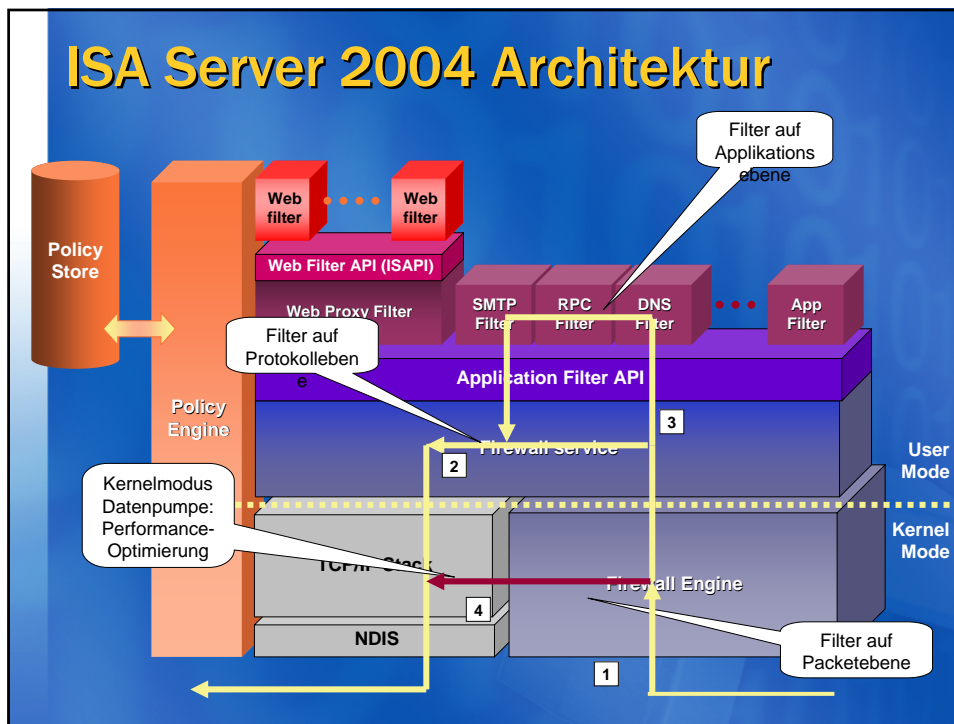 ISA Server 2004 Architektur
Filter auf
Applikations
ebene
Web
filter
Web
filter
Policy
Store
Web Filter API (ISAPI)
Web Proxy Filter
SMTP
Filter
RPC
Filter
DNS
Filter
App
Filter
Filter auf
Protokolleben
e
Application Filter API
Policy
Engine
3
Firewall service
2
User
Mode
Kernel
Mode
Kernelmodus
Datenpumpe:
Performance-
Optimierung
TCP/IP Stack
Firewall Engine
4
NDIS
Filter auf
Packetebene
1